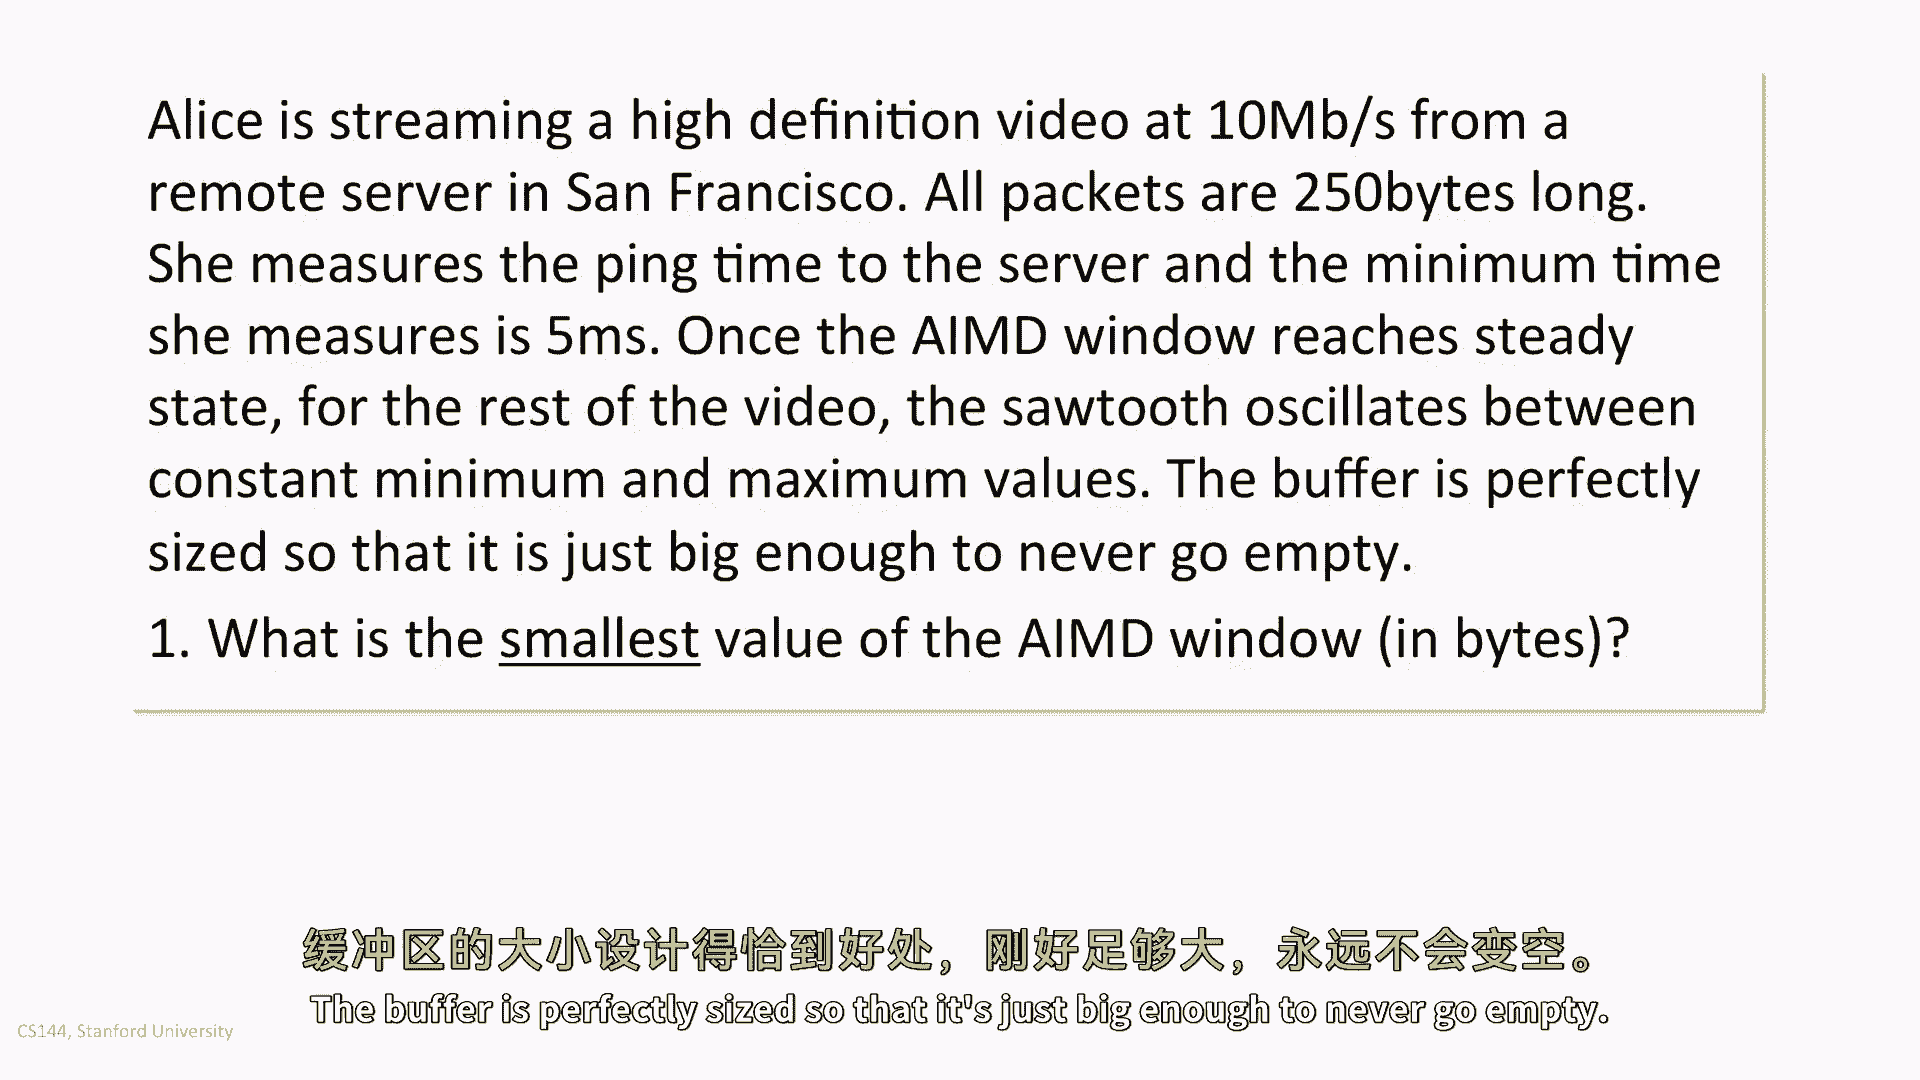 Alice is streaming a high definition video at 10Mb/s from a
remote server in San Francisco. All packets are 250bytes long.
She measures the ping time to the server and the minimum time
she measures is 5ms. Once the AIMD window reaches steady
state, for the rest of the video, the sawtooth oscillates between
constant minimum and maximum values. The buffer is perfectly
sized so that it is just big enough to never go empty.
1. What is the smallest value of the AIMD window (in bytes)?
缓冲区的大小设计得恰到好处，刚好足够大，永远不会变空。
The buffer is perfectly sized so that it's just big enough to never go empty.
CS144, Stanford University